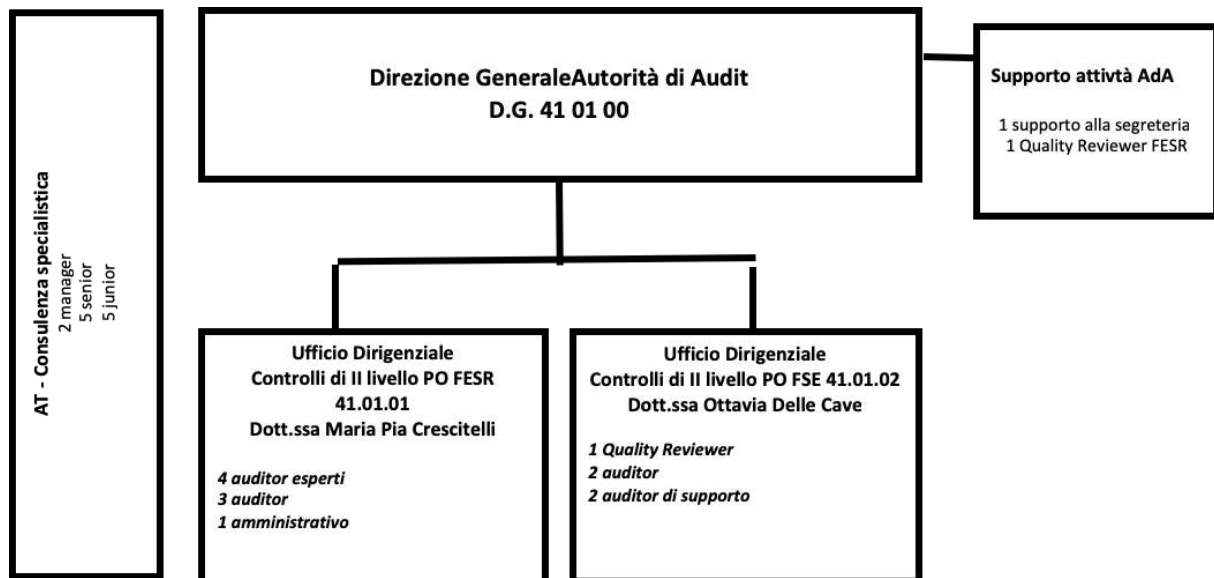 AT - Consulenza specialistica
2 manager
5 senior
5 junior
Direzione GeneraleAutorità di Audit
D.G. 41 01 00
Supporto attivtà AdA
1 supporto alla segreteria
1 Quality Reviewer FESR
Ufficio Dirigenziale
Controlli di II livello PO FESR
41.01.01
Dott.ssa Maria Pia Crescitelli
4 auditor esperti
3 auditor
1 amministrativo
Ufficio Dirigenziale
Controlli di II livello PO FSE 41.01.02
Dott.ssa Ottavia Delle Cave
1 Quality Reviewer
2 auditor
2 auditor di supporto